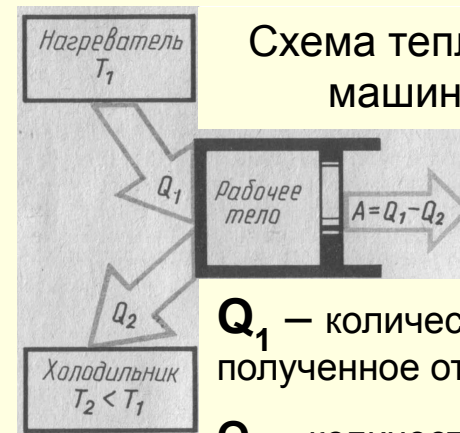 Нагреватель
T₁
Схема тепл
машин
Q₁
Рабочее
тело
A = Q₁ – Q₂
Q₂
Q₁ – количес
полученное от
Холодильник
T₂ < T₁